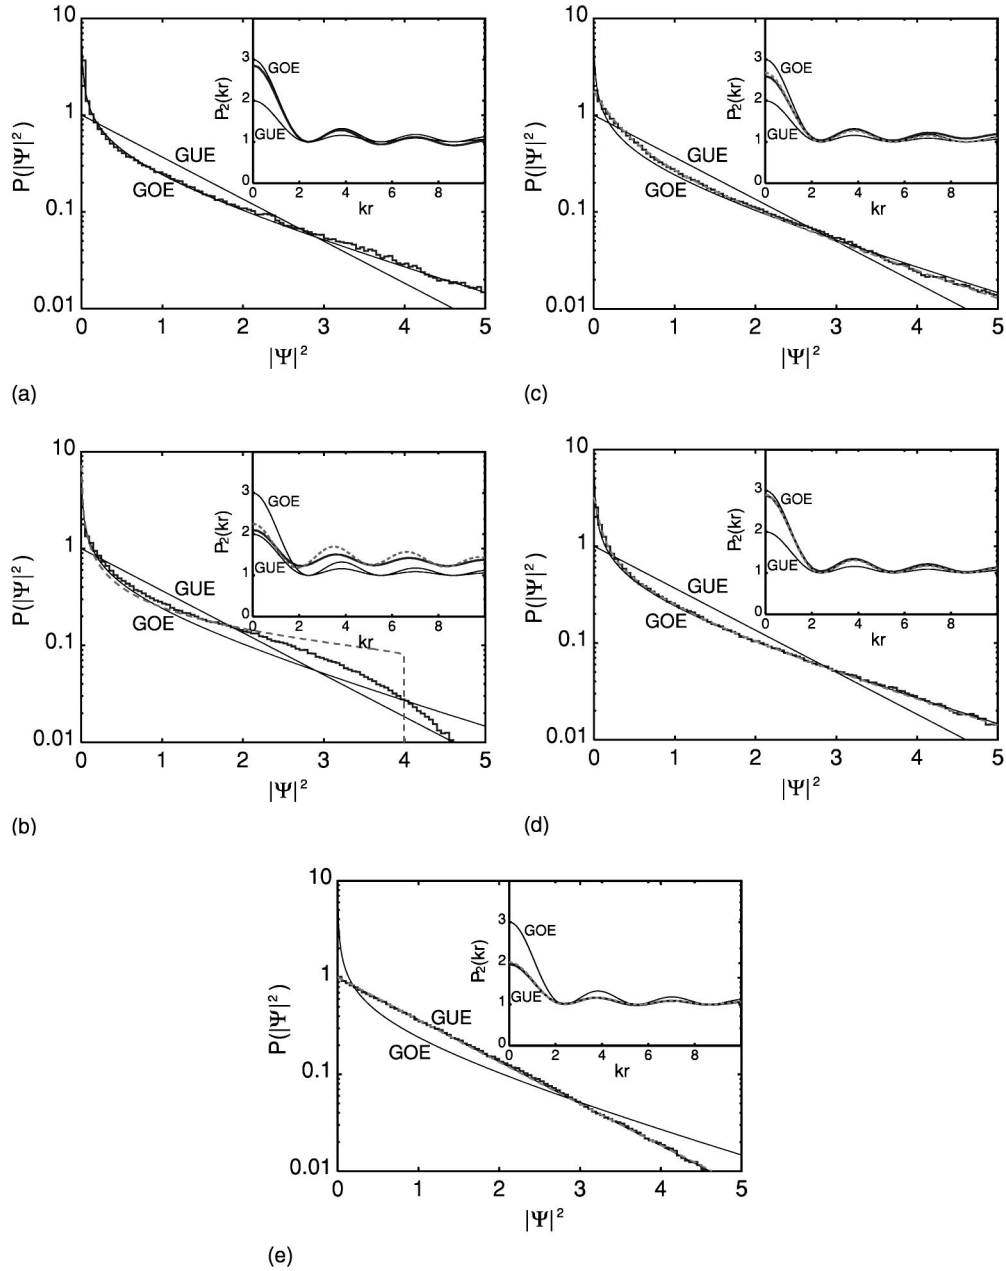 10
1
0.1
0.01
P(|Ψ|²)
GUE
GOE
0 1 2 3 4 5
|Ψ|²
P₂(kr)
3
2
1
0
GOE
GUE
0 2 4 6 8
kr
(a)
10
1
0.1
0.01
P(|Ψ|²)
GUE
GOE
0 1 2 3 4 5
|Ψ|²
P₂(kr)
3
2
1
0
GOE
GUE
0 2 4 6 8
kr
(c)
10
1
0.1
0.01
P(|Ψ|²)
GUE
GOE
0 1 2 3 4 5
|Ψ|²
P₂(kr)
3
2
1
0
GOE
GUE
0 2 4 6 8
kr
(b)
10
1
0.1
0.01
P(|Ψ|²)
GUE
GOE
0 1 2 3 4 5
|Ψ|²
P₂(kr)
3
2
1
0
GOE
GUE
0 2 4 6 8
kr
(d)
10
1
0.1
0.01
P(|Ψ|²)
GUE
GOE
0 1 2 3 4 5
|Ψ|²
P₂(kr)
3
2
1
0
GOE
GUE
0 2 4 6 8
kr
(e)